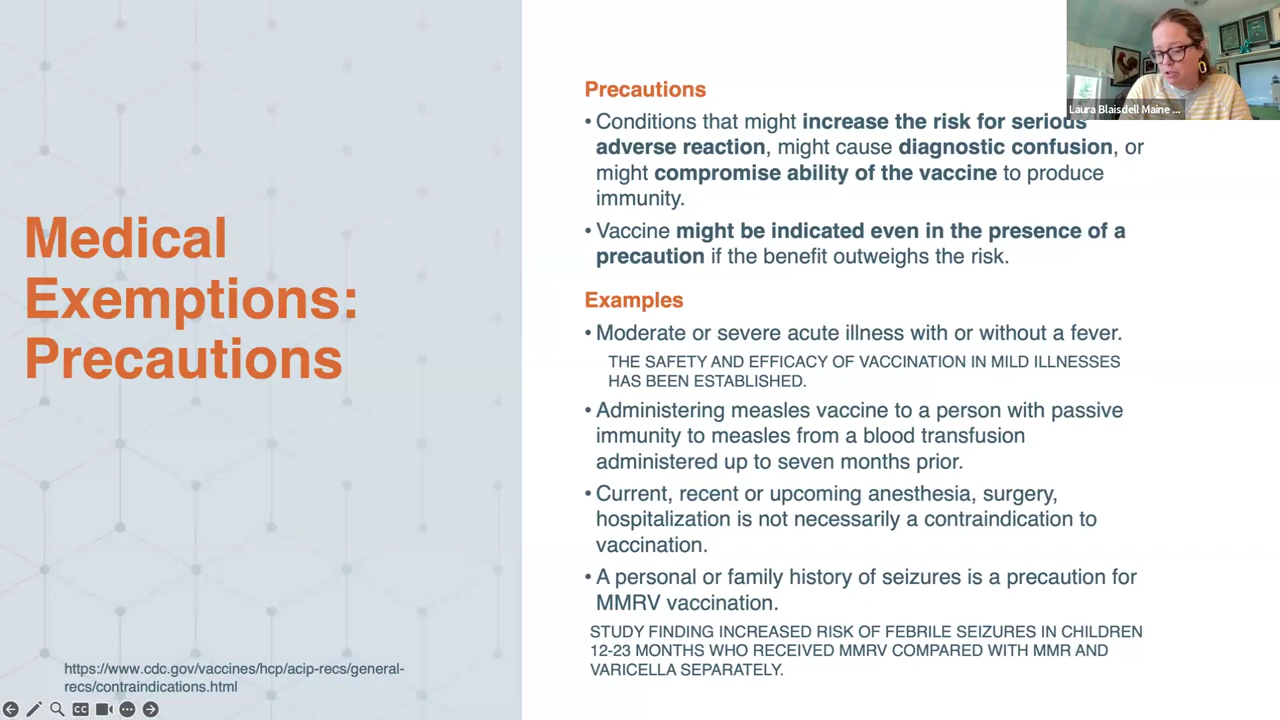 Medical
Exemptions:
Precautions
https://www.cdc.gov/vaccines/hcp/acip-recs/general-
recs/contraindications.html
Precautions
• Conditions that might increase the risk for serious
adverse reaction, might cause diagnostic confusion, or
might compromise ability of the vaccine to produce
immunity.
• Vaccine might be indicated even in the presence of a
precaution if the benefit outweighs the risk.
Examples
• Moderate or severe acute illness with or without a fever.
THE SAFETY AND EFFICACY OF VACCINATION IN MILD ILLNESSES
HAS BEEN ESTABLISHED.
• Administering measles vaccine to a person with passive
immunity to measles from a blood transfusion
administered up to seven months prior.
• Current, recent or upcoming anesthesia, surgery,
hospitalization is not necessarily a contraindication to
vaccination.
• A personal or family history of seizures is a precaution for
MMRV vaccination.
STUDY FINDING INCREASED RISK OF FEBRILE SEIZURES IN CHILDREN
12-23 MONTHS WHO RECEIVED MMRV COMPARED WITH MMR AND
VARICELLA SEPARATELY.
Laura Blaisdell Maine ...
CC